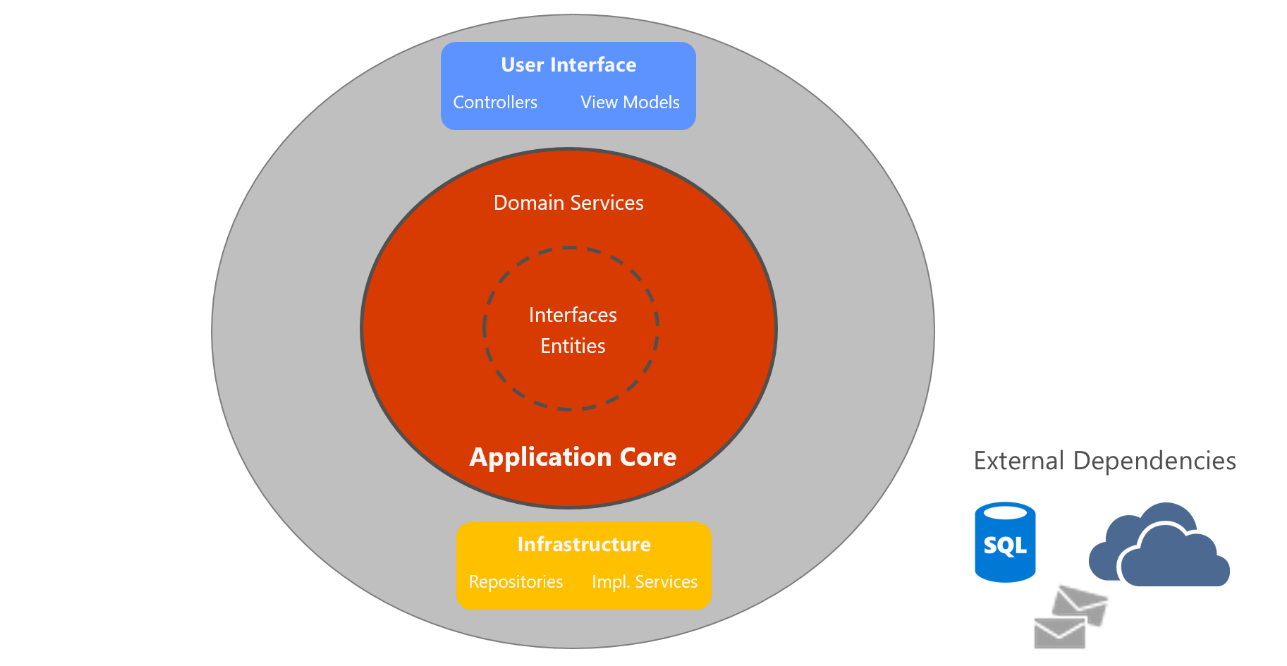 User Interface
Controllers View Models
Domain Services
Interfaces
Entities
Application Core
Infrastructure
Repositories Impl. Services
External Dependencies
SQL